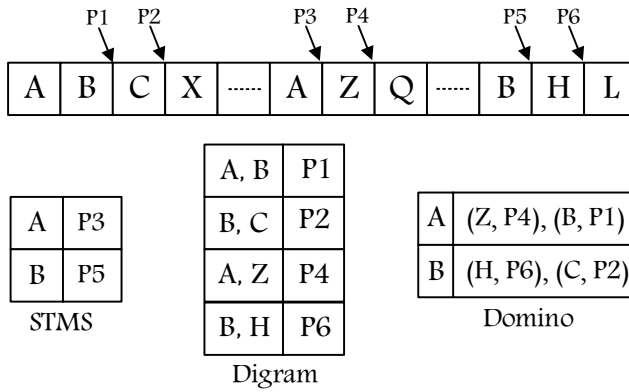 P1 P2 P3 P4 P5 P6
A B C X ...... A Z Q ...... B H L
A P3
B P5
STMS
A, B P1
B, C P2
A, Z P4
B, H P6
Digram
A (Z, P4), (B, P1)
B (H, P6), (C, P2)
Domino